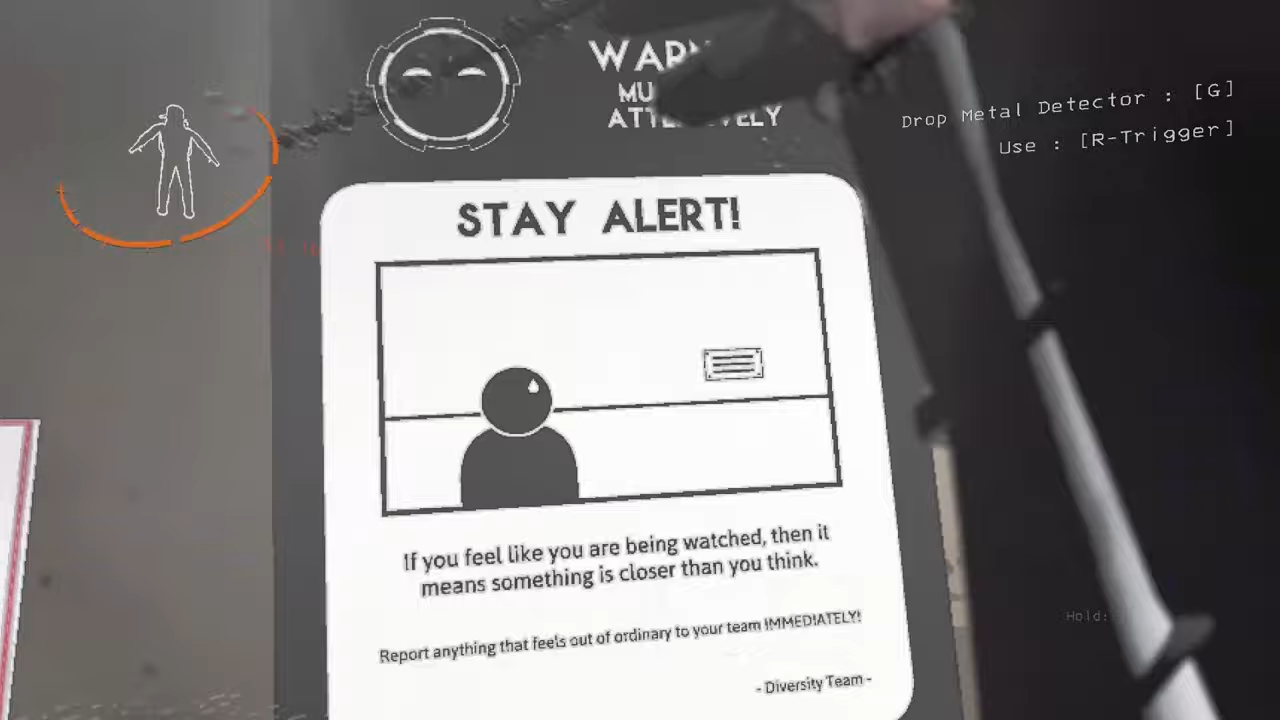 Drop Metal Detector : [G]
Use : [R-Trigger]
STAY ALERT!
If you feel like you are being watched, then it
means something is closer than you think.
Report anything that feels out of ordinary to your team IMMEDIATELY!
- Diversity Team -
Hold: